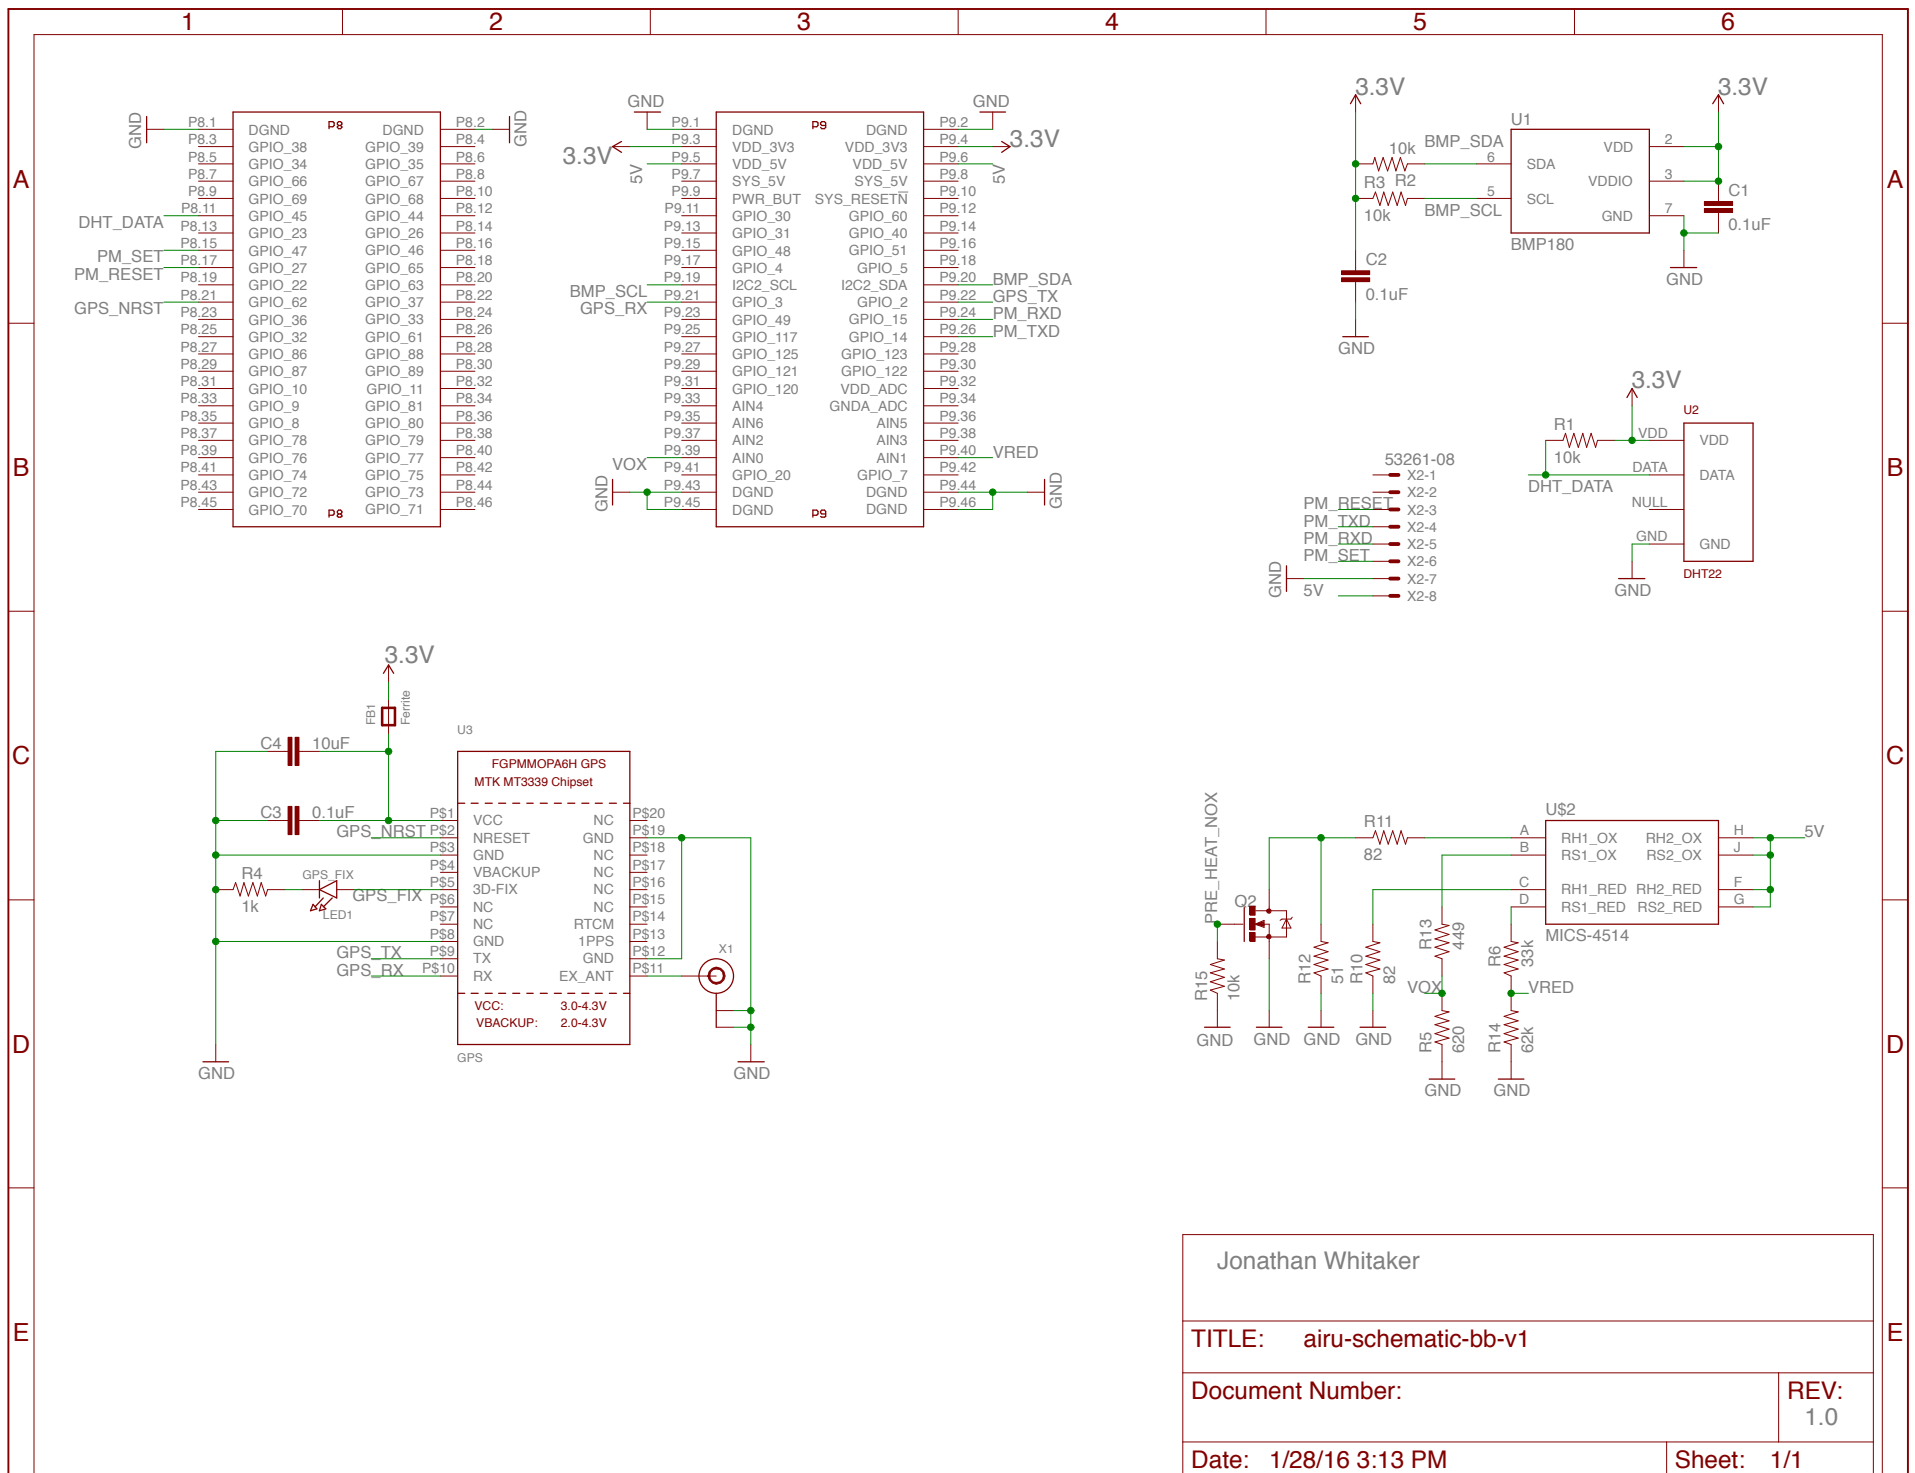 1 2 3 4 5 6
A A
B B
C C
D D
E E
GND P8.1 DGND P8 DGND P8.2 GND
P8.3 GPIO_38 GPIO_39 P8.4
P8.5 GPIO_34 GPIO_35 P8.6
P8.7 GPIO_66 GPIO_67 P8.8
P8.9 GPIO_69 GPIO_68 P8.10
DHT_DATA P8.11 GPIO_45 GPIO_44 P8.12
P8.13 GPIO_23 GPIO_26 P8.14
PM_SET P8.15 GPIO_47 GPIO_46 P8.16
PM_RESET P8.17 GPIO_27 GPIO_65 P8.18
P8.19 GPIO_22 GPIO_63 P8.20
GPS_NRST P8.21 GPIO_62 GPIO_37 P8.22
P8.23 GPIO_36 GPIO_33 P8.24
P8.25 GPIO_32 GPIO_61 P8.26
P8.27 GPIO_86 GPIO_88 P8.28
P8.29 GPIO_87 GPIO_89 P8.30
P8.31 GPIO_10 GPIO_11 P8.32
P8.33 GPIO_9 GPIO_81 P8.34
P8.35 GPIO_8 GPIO_80 P8.36
P8.37 GPIO_78 GPIO_79 P8.38
P8.39 GPIO_76 GPIO_77 P8.40
P8.41 GPIO_74 GPIO_75 P8.42
P8.43 GPIO_72 GPIO_73 P8.44
P8.45 GPIO_70 P8 GPIO_71 P8.46
GND GND
P9.1 DGND P9 DGND P9.2
3.3V P9.3 VDD_3V3 VDD_3V3 P9.4 3.3V
5V P9.5 VDD_5V VDD_5V P9.6 5V
P9.7 SYS_5V SYS_5V P9.8
P9.9 PWR_BUT SYS_RESETN P9.10
P9.11 GPIO_30 GPIO_60 P9.12
P9.13 GPIO_31 GPIO_40 P9.14
P9.15 GPIO_48 GPIO_51 P9.16
P9.17 GPIO_4 GPIO_5 P9.18
BMP_SCL P9.19 I2C2_SCL I2C2_SDA P9.20 BMP_SDA
GPS_RX P9.21 GPIO_3 GPIO_2 P9.22 GPS_TX
P9.23 GPIO_49 GPIO_15 P9.24 PM_RXD
P9.25 GPIO_117 GPIO_14 P9.26 PM_TXD
P9.27 GPIO_125 GPIO_123 P9.28
P9.29 GPIO_121 GPIO_122 P9.30
P9.31 GPIO_120 VDD_ADC P9.32
P9.33 AIN4 GNDA_ADC P9.34
P9.35 AIN6 AIN5 P9.36
P9.37 AIN2 AIN3 P9.38
VOX P9.39 AIN0 AIN1 P9.40 VRED
P9.41 GPIO_20 GPIO_7 P9.42
GND P9.43 DGND DGND P9.44 GND
P9.45 DGND P9 DGND P9.46
3.3V 3.3V
U1
10k BMP_SDA 6 SDA VDD 2
R3 R2 VDDIO 3
10k BMP_SCL 5 SCL GND 7
C1
0.1uF
BMP180
C2
0.1uF
GND
GND
3.3V
U2
R1 VDD VDD
10k DATA DATA
DHT_DATA
NULL
GND GND
GND
DHT22
53261-08
X2-1
X2-2
PM_RESET X2-3
PM_TXD X2-4
PM_RXD X2-5
PM_SET X2-6
GND X2-7
5V X2-8
3.3V
FB1 Ferrite
U3
C4 10uF
C3 0.1uF
FGPMMOPA6H GPS
MTK MT3339 Chipset
P$1 VCC NC P$20
GPS_NRST P$2 NRESET GND P$19
P$3 GND NC P$18
P$4 VBACKUP NC P$17
R4 1k GPS_FIX LED1 GPS_FIX P$5 3D-FIX NC P$16
P$6 NC NC P$15
P$7 NC RTCM P$14
P$8 GND 1PPS P$13
GPS_TX P$9 TX GND P$12
GPS_RX P$10 RX EX_ANT P$11
X1
VCC: 3.0-4.3V
VBACKUP: 2.0-4.3V
GPS
GND GND
PRE_HEAT_NOX
R11
82
U$2
A RH1_OX RH2_OX H 5V
B RS1_OX RS2_OX J
C RH1_RED RH2_RED F
D RS1_RED RS2_RED G
MICS-4514
Q2
R15 10k
R12 51
R10 82
R13 449
R6 33k
VOX VRED
R5 620
R14 62k
GND GND GND GND
GND GND
Jonathan Whitaker
TITLE: airu-schematic-bb-v1
Document Number:
REV:
1.0
Date: 1/28/16 3:13 PM
Sheet: 1/1